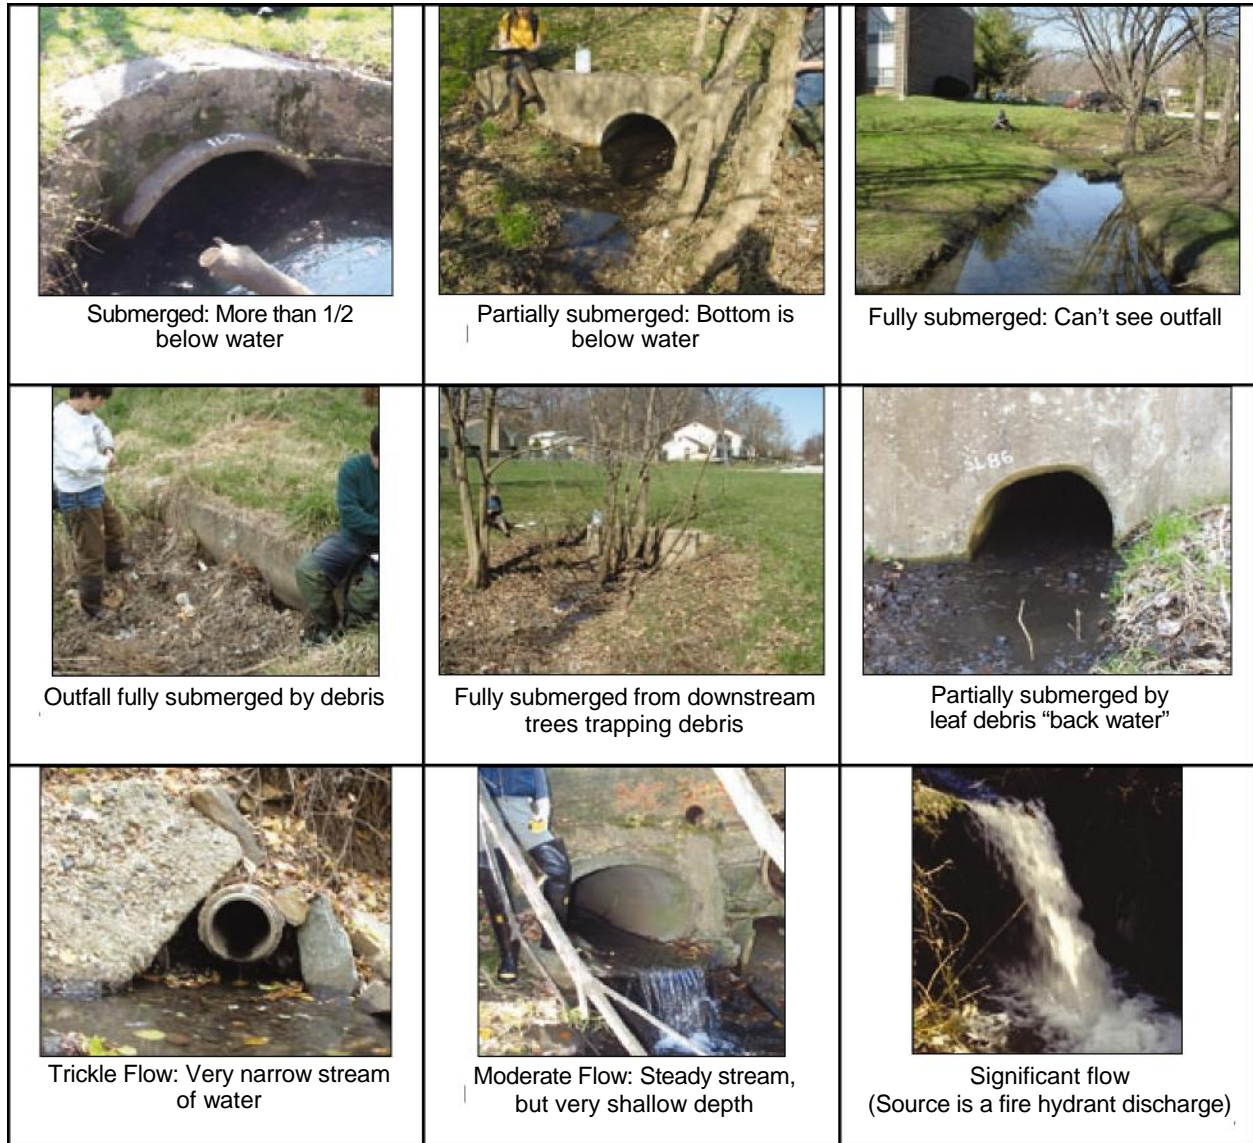 Submerged: More than 1/2
below water
Partially submerged: Bottom is
below water
Fully submerged: Can’t see outfall
SL86
Outfall fully submerged by debris
Fully submerged from downstream
trees trapping debris
Partially submerged by
leaf debris “back water”
Trickle Flow: Very narrow stream
of water
Moderate Flow: Steady stream,
but very shallow depth
Significant flow
(Source is a fire hydrant discharge)